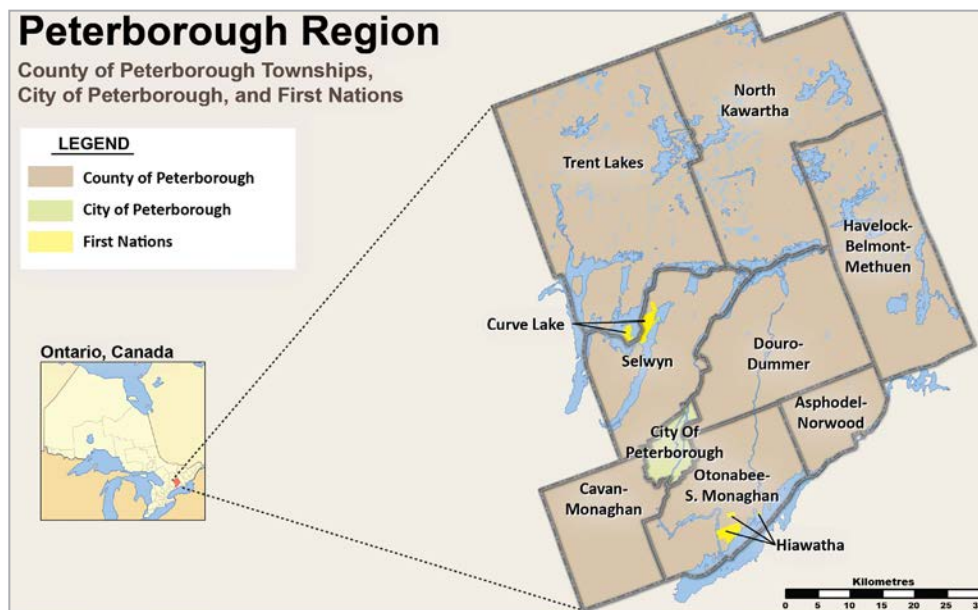 Peterborough Region
County of Peterborough Townships,
City of Peterborough, and First Nations
LEGEND
County of Peterborough
City of Peterborough
First Nations
Ontario, Canada
North
Kawartha
Trent Lakes
Havelock-
Belmont-
Methuen
Curve Lake
Selwyn
Douro-
Dummer
Asphodel-
Norwood
City Of
Peterborough
Otonabee-
S. Monaghan
Cavan-
Monaghan
Hiawatha
Kilometres
0 5 10 15 20 25